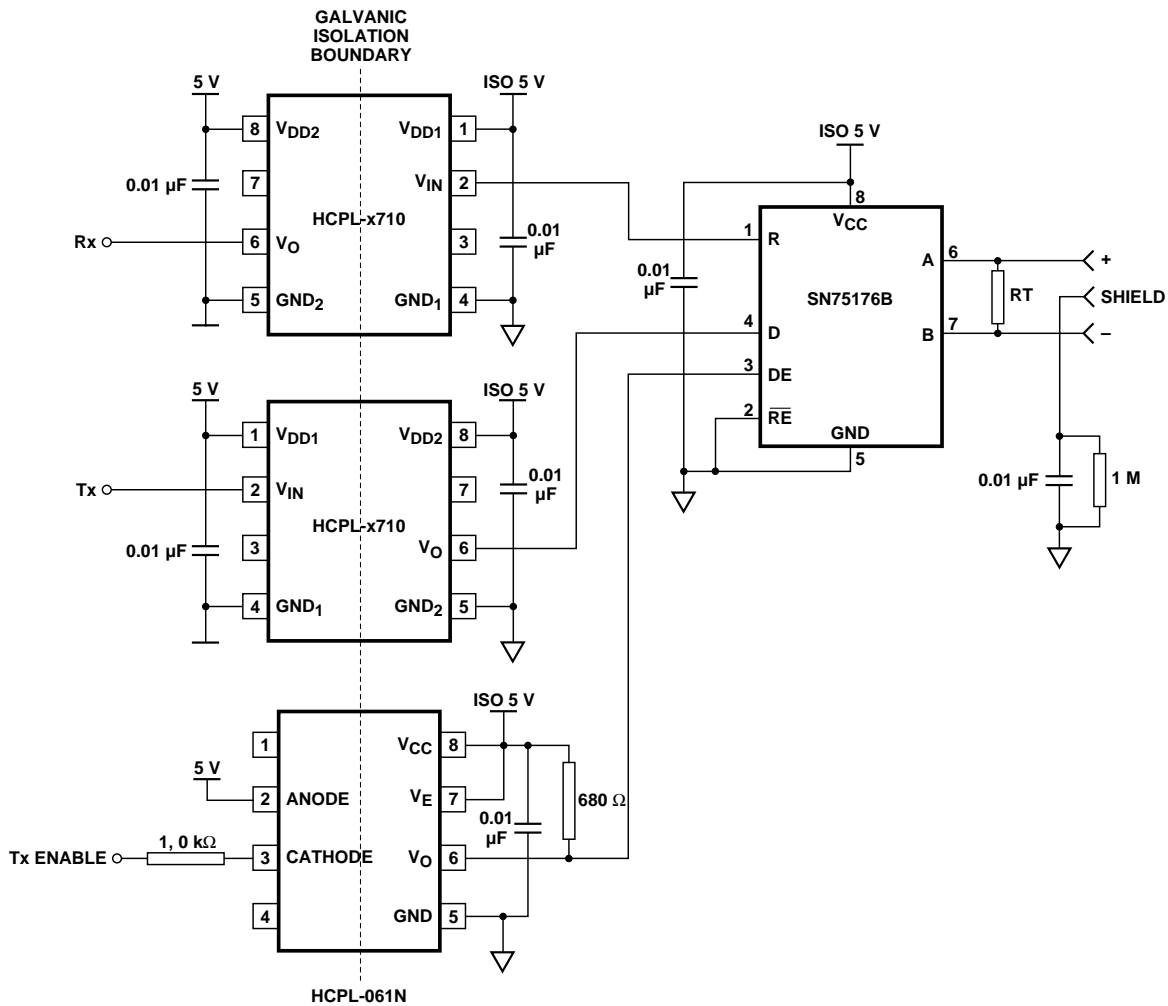 GALVANIC
ISOLATION
BOUNDARY
5 V
ISO 5 V
8 VDD2
VDD1 1
0.01 µF
7
VIN 2
HCPL-x710
Rx
6 VO
3
0.01
µF
5 GND2
GND1 4
ISO 5 V
8
VCC
1
R
0.01
µF
SN75176B
A
6
+
RT
SHIELD
4
D
B
7
–
3
DE
2
RE
GND
5
0.01 µF
1 M
5 V
ISO 5 V
1 VDD1
VDD2 8
Tx
2 VIN
7
0.01
µF
HCPL-x710
0.01 µF
3
VO 6
4 GND1
GND2 5
ISO 5 V
1
VCC 8
5 V
2 ANODE
VE 7
680 Ω
0.01
µF
1, 0 kΩ
Tx ENABLE
3 CATHODE
VO 6
4
GND 5
HCPL-061N